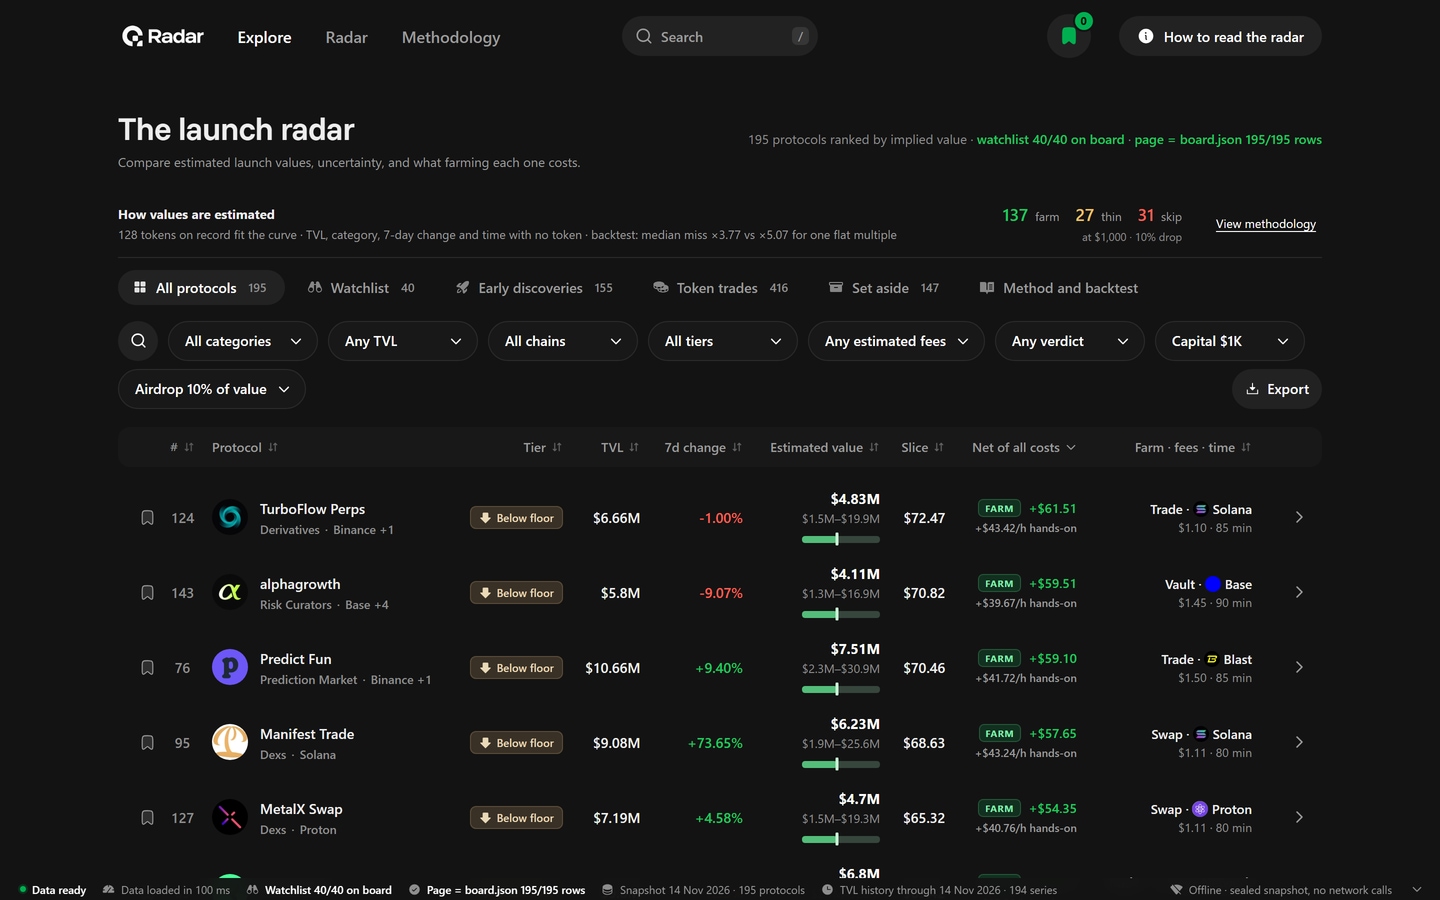 Radar
Explore
Radar
Methodology
Search
/
0
How to read the radar
The launch radar
195 protocols ranked by implied value · watchlist 40/40 on board · page = board.json 195/195 rows
Compare estimated launch values, uncertainty, and what farming each one costs.
How values are estimated
128 tokens on record fit the curve · TVL, category, 7-day change and time with no token · backtest: median miss ×3.77 vs ×5.07 for one flat multiple
137 farm 27 thin 31 skip
at $1,000 · 10% drop
View methodology
All protocols 195
Watchlist 40
Early discoveries 155
Token trades 416
Set aside 147
Method and backtest
All categories
Any TVL
All chains
All tiers
Any estimated fees
Any verdict
Capital $1K
Airdrop 10% of value
Export
# Protocol Tier TVL 7d change Estimated value Slice Net of all costs Farm · fees · time
124
TurboFlow Perps
Derivatives · Binance +1
Below floor
$6.66M
-1.00%
$4.83M
$1.5M–$19.9M
$72.47
FARM +$61.51
+$43.42/h hands-on
Trade · Solana
$1.10 · 85 min
143
alphagrowth
Risk Curators · Base +4
Below floor
$5.8M
-9.07%
$4.11M
$1.3M–$16.9M
$70.82
FARM +$59.51
+$39.67/h hands-on
Vault · Base
$1.45 · 90 min
76
Predict Fun
Prediction Market · Binance +1
Below floor
$10.66M
+9.40%
$7.51M
$2.3M–$30.9M
$70.46
FARM +$59.10
+$41.72/h hands-on
Trade · Blast
$1.50 · 85 min
95
Manifest Trade
Dexs · Solana
Below floor
$9.08M
+73.65%
$6.23M
$1.9M–$25.6M
$68.63
FARM +$57.65
+$43.24/h hands-on
Swap · Solana
$1.11 · 80 min
127
MetalX Swap
Dexs · Proton
Below floor
$7.19M
+4.58%
$4.7M
$1.5M–$19.3M
$65.32
FARM +$54.35
+$40.76/h hands-on
Swap · Proton
$1.11 · 80 min
$6.8M
Data ready
Data loaded in 100 ms
Watchlist 40/40 on board
Page = board.json 195/195 rows
Snapshot 14 Nov 2026 · 195 protocols
TVL history through 14 Nov 2026 · 194 series
Offline · sealed snapshot, no network calls